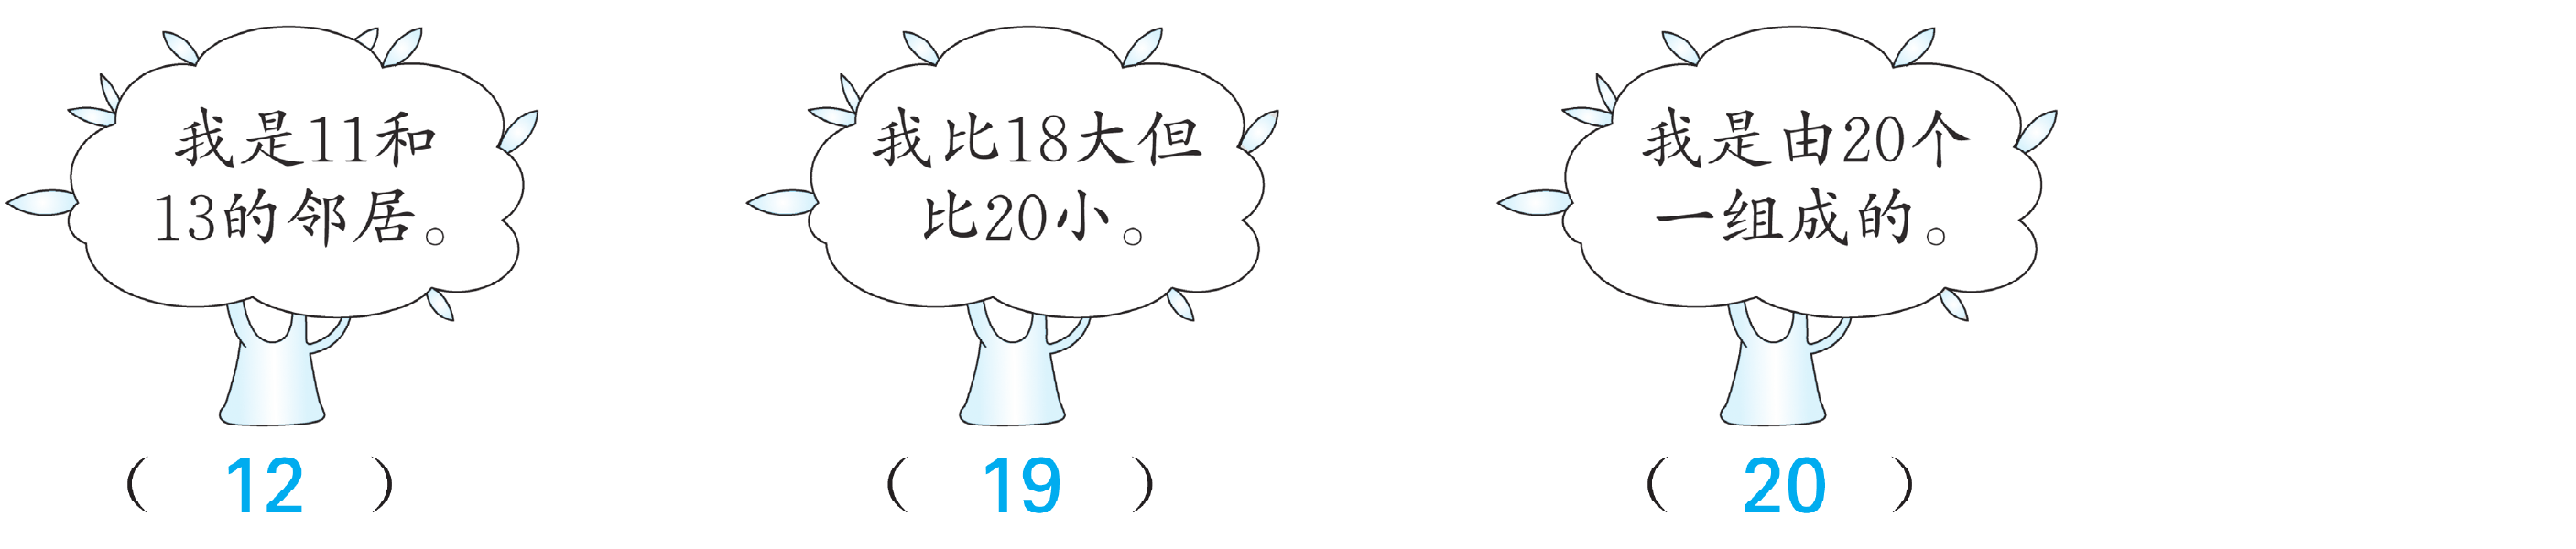 我是11和
13的邻居。
（ 12 ）
我比18大但
比20小。
（ 19 ）
我是由20个
一组成的。
（ 20 ）